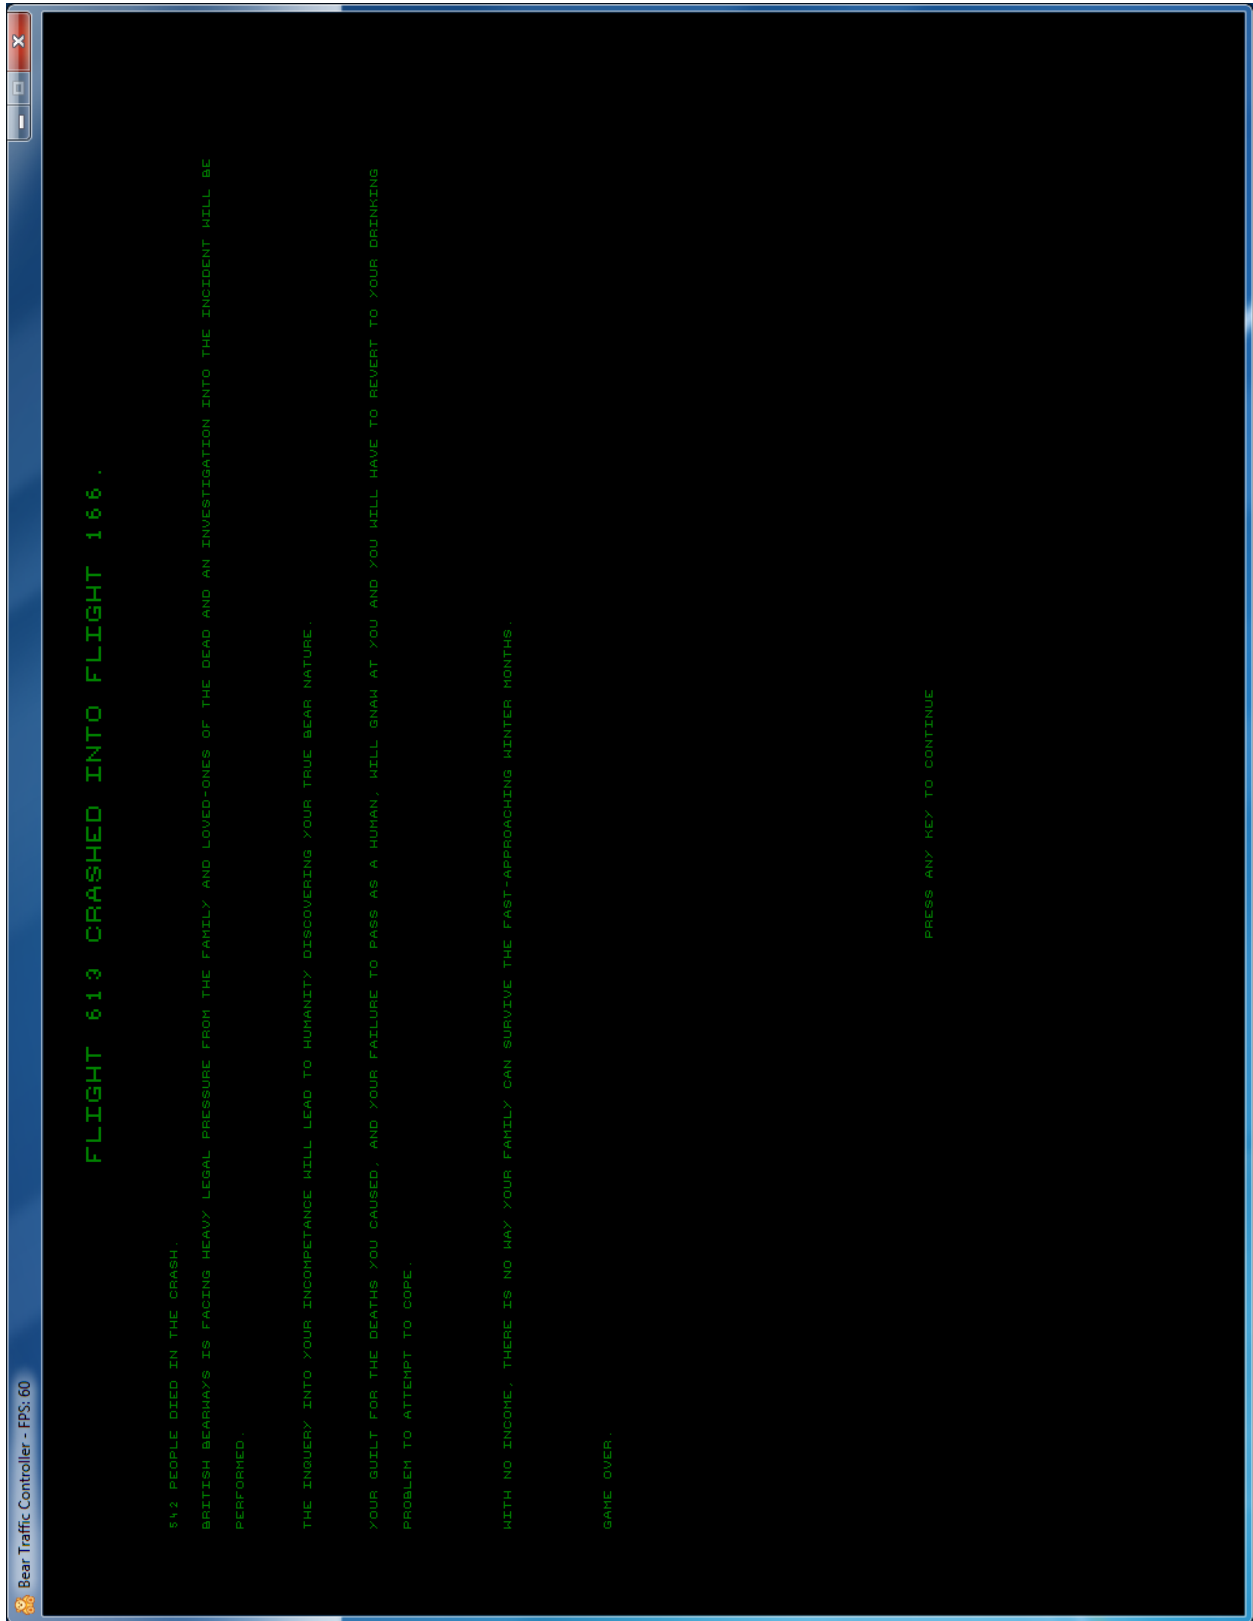 Bear Traffic Controller - FPS: 60
FLIGHT 613 CRASHED INTO FLIGHT 166.
542 PEOPLE DIED IN THE CRASH.
BRITISH BEARWAYS IS FACING HEAVY LEGAL PRESSURE FROM THE FAMILY AND LOVED-ONES OF THE DEAD AND AN INVESTIGATION INTO THE INCIDENT WILL BE
PERFORMED.
THE INQUERY INTO YOUR INCOMPETANCE WILL LEAD TO HUMANITY DISCOVERING YOUR TRUE BEAR NATURE.
YOUR GUILT FOR THE DEATHS YOU CAUSED, AND YOUR FAILURE TO PASS AS A HUMAN, WILL GNAW AT YOU AND YOU WILL HAVE TO REVERT TO YOUR DRINKING
PROBLEM TO ATTEMPT TO COPE.
WITH NO INCOME, THERE IS NO WAY YOUR FAMILY CAN SURVIVE THE FAST-APPROACHING WINTER MONTHS.
GAME OVER.
PRESS ANY KEY TO CONTINUE